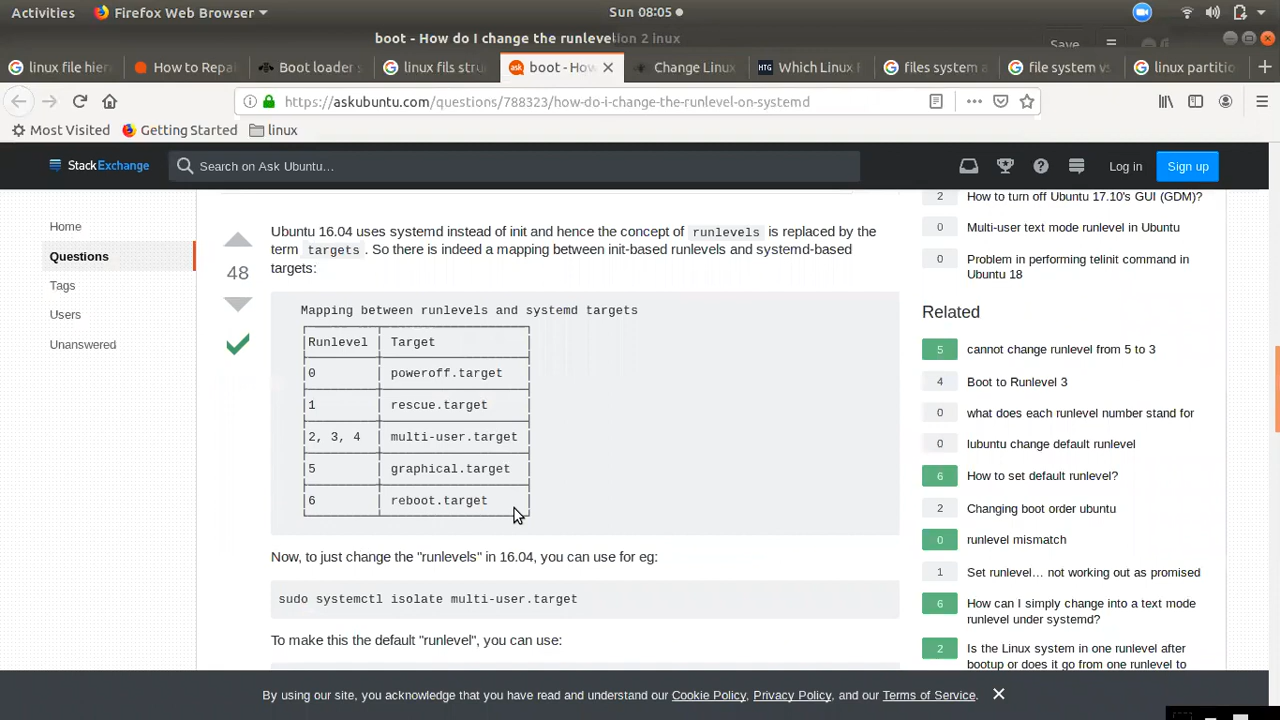 Activities
Firefox Web Browser
Sun 08:05
boot - How do I change the runlevel
ion 2 inux
Save
linux file hier
How to Repa
Boot loader s
linux fils stru
boot - How
Change Linux
HTG
Which Linux F
files system a
file system vs
linux partitio
https://askubuntu.com/questions/788323/how-do-i-change-the-runlevel-on-systemd
Most Visited
Getting Started
linux
StackExchange
Search on Ask Ubuntu…
Log in
Sign up
Home
Questions
Tags
Users
Unanswered
48
Ubuntu 16.04 uses systemd instead of init and hence the concept of runlevels is replaced by the
term targets . So there is indeed a mapping between init-based runlevels and systemd-based
targets:
Mapping between runlevels and systemd targets
Runlevel Target
0 poweroff.target
1 rescue.target
2, 3, 4 multi-user.target
5 graphical.target
6 reboot.target
Now, to just change the "runlevels" in 16.04, you can use for eg:
sudo systemctl isolate multi-user.target
To make this the default "runlevel", you can use:
2 How to turn off Ubuntu 17.10's GUI (GDM)?
0 Multi-user text mode runlevel in Ubuntu
0 Problem in performing telinit command in
Ubuntu 18
Related
5 cannot change runlevel from 5 to 3
4 Boot to Runlevel 3
0 what does each runlevel number stand for
0 lubuntu change default runlevel
6 How to set default runlevel?
2 Changing boot order ubuntu
0 runlevel mismatch
1 Set runlevel… not working out as promised
6 How can I simply change into a text mode
runlevel under systemd?
2 Is the Linux system in one runlevel after
bootup or does it go from one runlevel to
By using our site, you acknowledge that you have read and understand our Cookie Policy, Privacy Policy, and our Terms of Service.